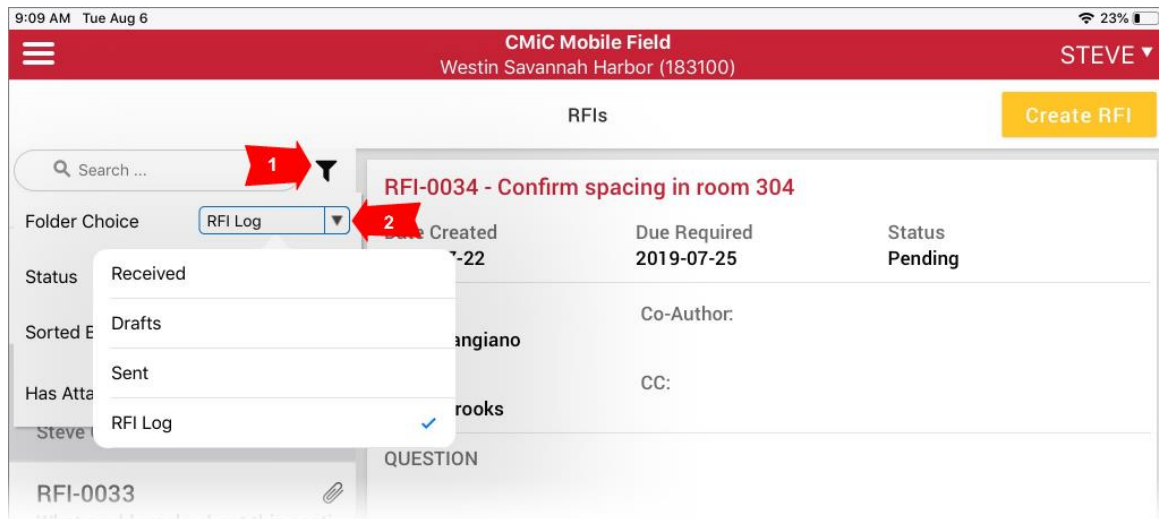 9:09 AM Tue Aug 6 23%
CMiC Mobile Field
Westin Savannah Harbor (183100)
STEVE
RFIs
Create RFI
Search ...
1
Folder Choice RFI Log
2
Status
Received
Sorted
Drafts
Has
Sent
RFI Log
Steve
RFI-0033
RFI-0034 - Confirm spacing in room 304
Created Due Required Status
-22 2019-07-25 Pending
Co-Author:
angiano
CC:
rooks
QUESTION